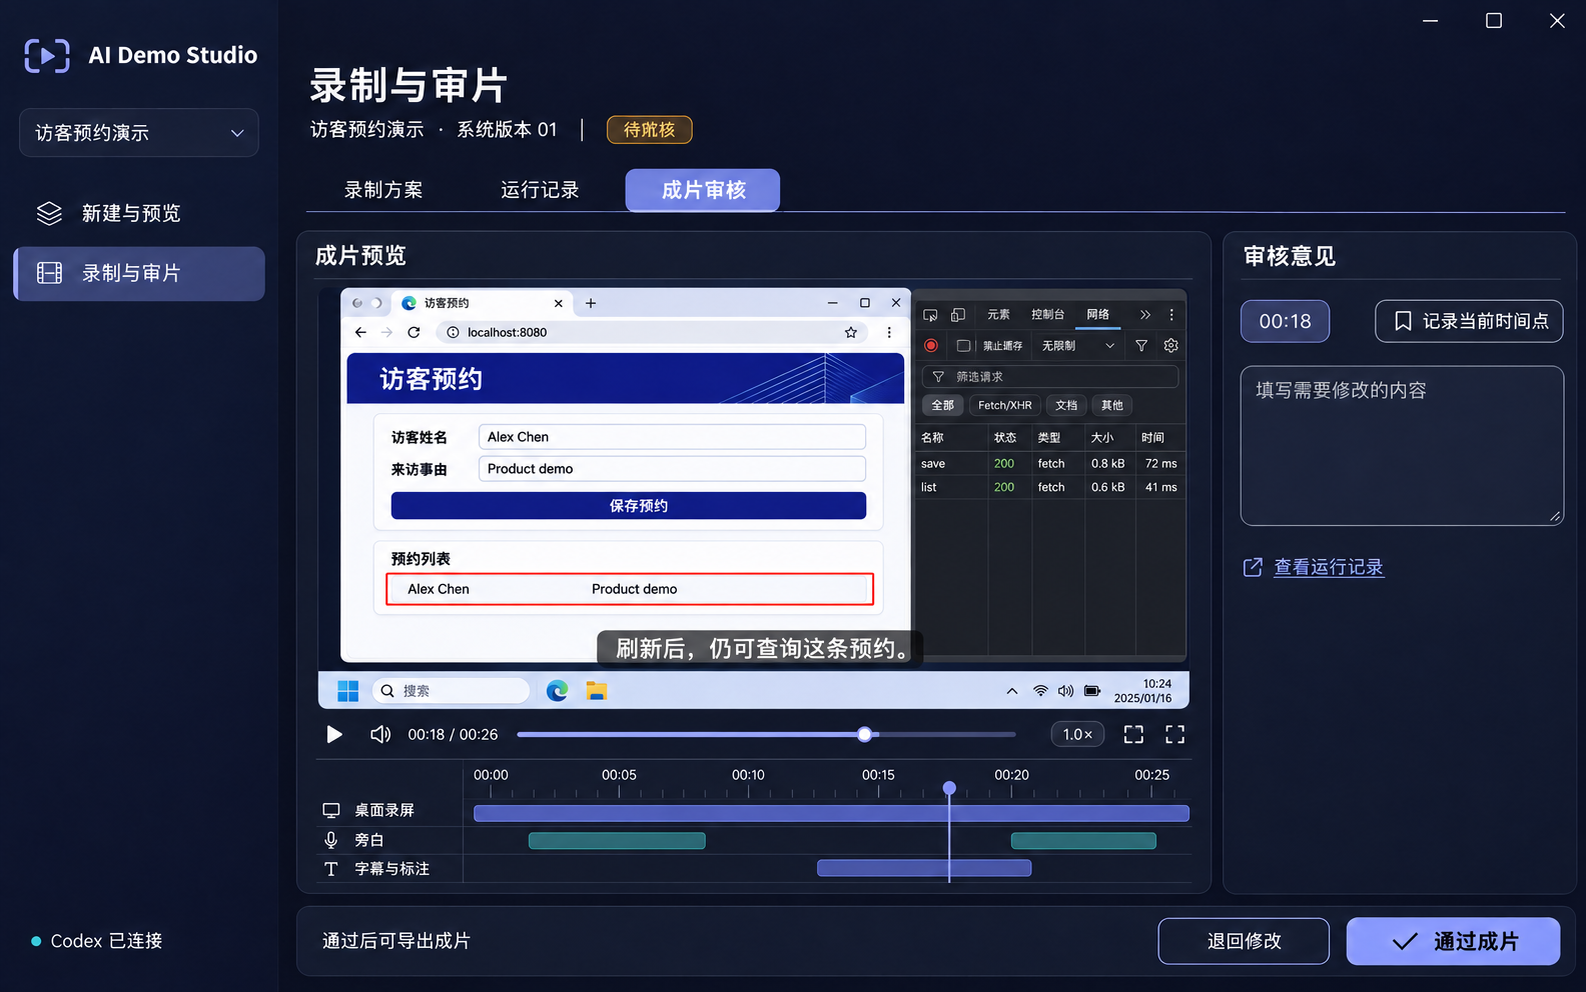 AI Demo Studio
访客预约演示
新建与预览
录制与审片
Codex 已连接
录制与审片
访客预约演示 · 系统版本 01
录制方案 运行记录 成片审核
成片预览
访客预约
localhost:8080
访客预约
访客姓名 Alex Chen
来访事由 Product demo
保存预约
预约列表
Alex Chen Product demo
元素 控制台 网络
无限制
筛选请求
全部 Fetch/XHR 文档 其他
名称 状态 类型 大小 时间
save 200 fetch 0.8 kB 72 ms
list 200 fetch 0.6 kB 41 ms
刷新后，仍可查询这条预约。
搜索
10:24
2025/01/16
00:18 / 00:26
1.0×
00:00 00:05 00:10 00:15 00:20 00:25
桌面录屏
旁白
字幕与标注
审核意见
00:18 记录当前时间点
填写需要修改的内容
查看运行记录
通过后可导出成片
退回修改
通过成片